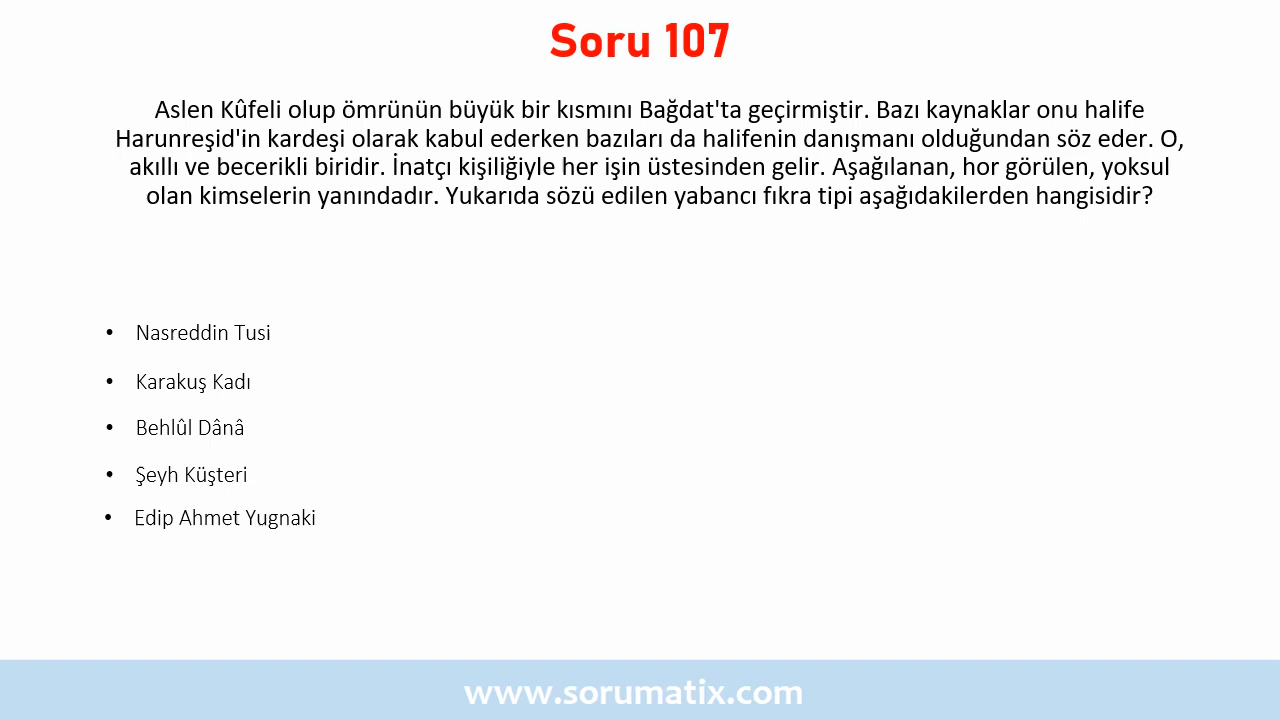 Soru 107
Aslen Kûfeli olup ömrünün büyük bir kısmını Bağdat'ta geçirmiştir. Bazı kaynaklar onu halife
Harunreşid'in kardeşi olarak kabul ederken bazıları da halifenin danışmanı olduğundan söz eder. O,
akıllı ve becerikli biridir. İnatçı kişiliğiyle her işin üstesinden gelir. Aşağılanan, hor görülen, yoksul
olan kimselerin yanındadır. Yukarıda sözü edilen yabancı fıkra tipi aşağıdakilerden hangisidir?
• Nasreddin Tusi
• Karakuş Kadı
• Behlûl Dânâ
• Şeyh Küşteri
• Edip Ahmet Yugnaki
www.sorumatix.com